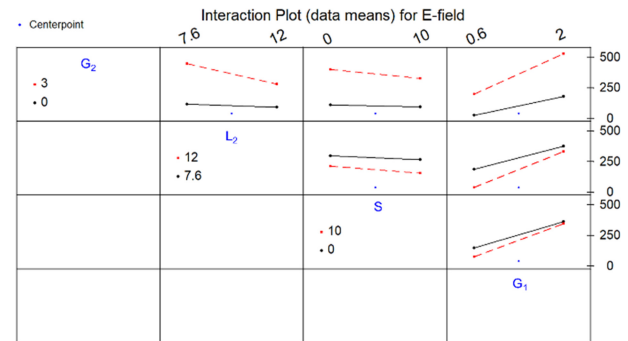 Interaction Plot (data means) for E-field
Centerpoint
7.6 12 0 10 0.6 2
G₂
3
0
500
250
0
L₂
12
7.6
500
250
0
S
10
0
500
250
0
G₁